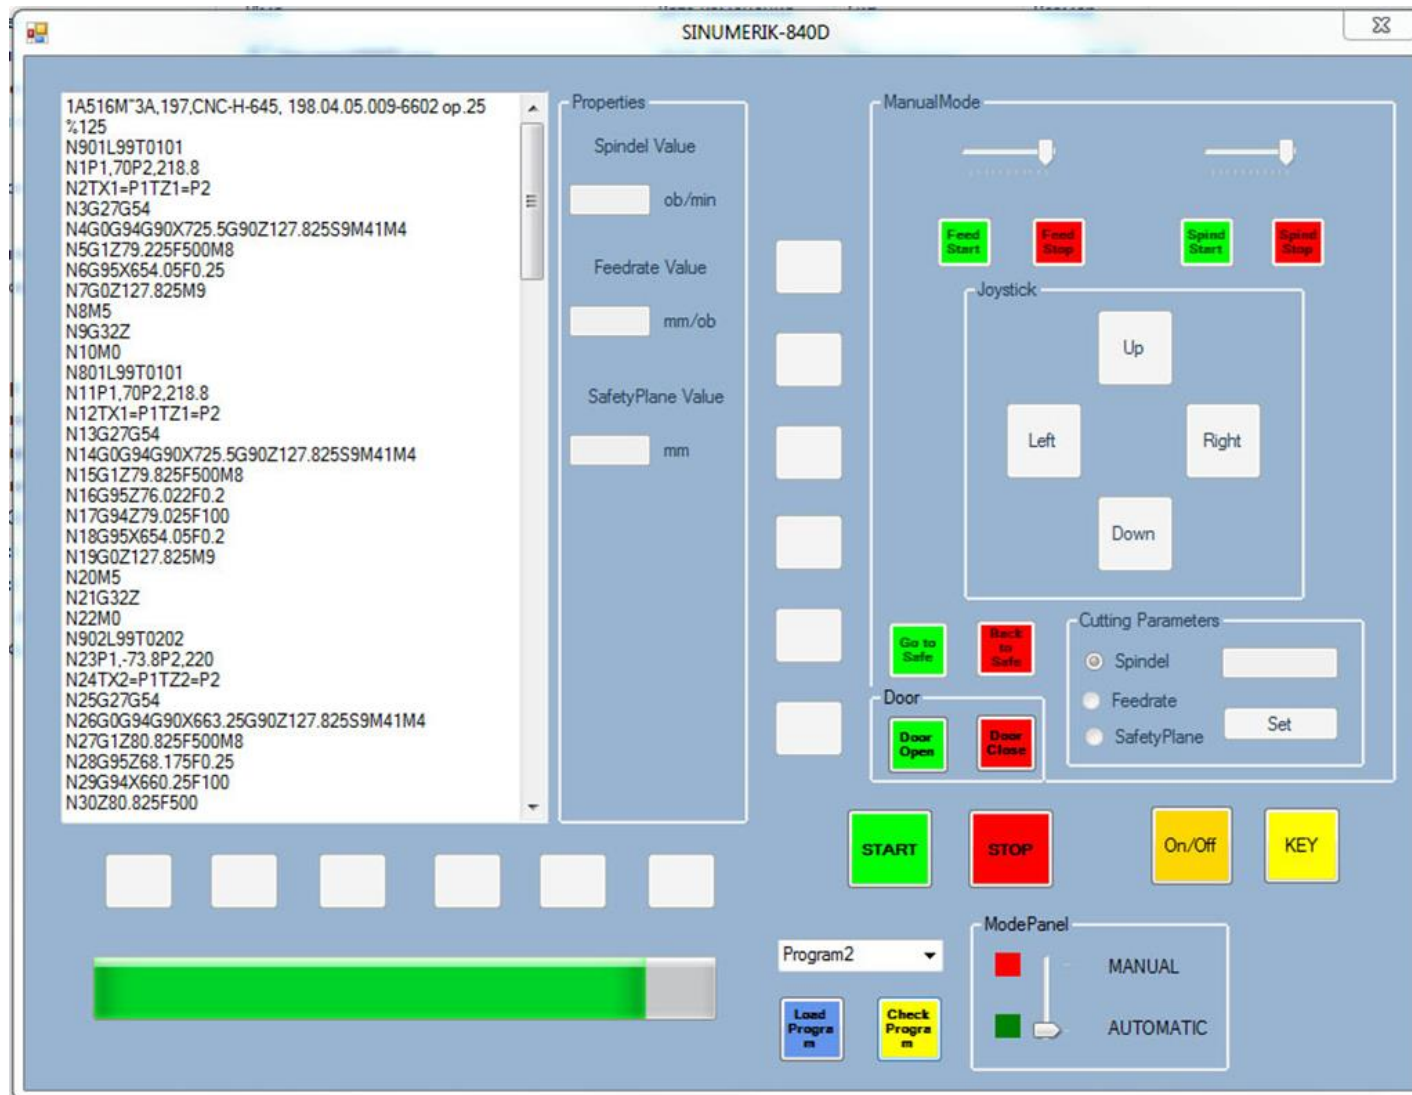 SINUMERIK-840D
1A516M"3A,197,CNC-H-645, 198.04.05.009-6602 op.25
%125
N901L99T0101
N1P1,70P2,218.8
N2TX1=P1TZ1=P2
N3G27G54
N4G0G94G90X725.5G90Z127.825S9M41M4
N5G1Z79.225F500M8
N6G95X654.05F0.25
N7G0Z127.825M9
N8M5
N9G32Z
N10M0
N801L99T0101
N11P1,70P2,218.8
N12TX1=P1TZ1=P2
N13G27G54
N14G0G94G90X725.5G90Z127.825S9M41M4
N15G1Z79.825F500M8
N16G95Z76.022F0.2
N17G94Z79.025F100
N18G95X654.05F0.2
N19G0Z127.825M9
N20M5
N21G32Z
N22M0
N902L99T0202
N23P1,-73.8P2,220
N24TX2=P1TZ2=P2
N25G27G54
N26G0G94G90X663.25G90Z127.825S9M41M4
N27G1Z80.825F500M8
N28G95Z68.175F0.25
N29G94X660.25F100
N30Z80.825F500
Properties
Spindel Value
ob/min
Feedrate Value
mm/ob
SafetyPlane Value
mm
ManualMode
Feed
Start
Feed
Stop
Spind
Start
Spind
Stop
Joystick
Up
Left
Right
Down
Go to
Safe
Back
to
Safe
Cutting Parameters
Spindel
Feedrate
SafetyPlane
Set
Door
Door
Open
Door
Close
START
STOP
On/Off
KEY
Program2
Load
Progra
m
Check
Progra
m
ModePanel
MANUAL
AUTOMATIC